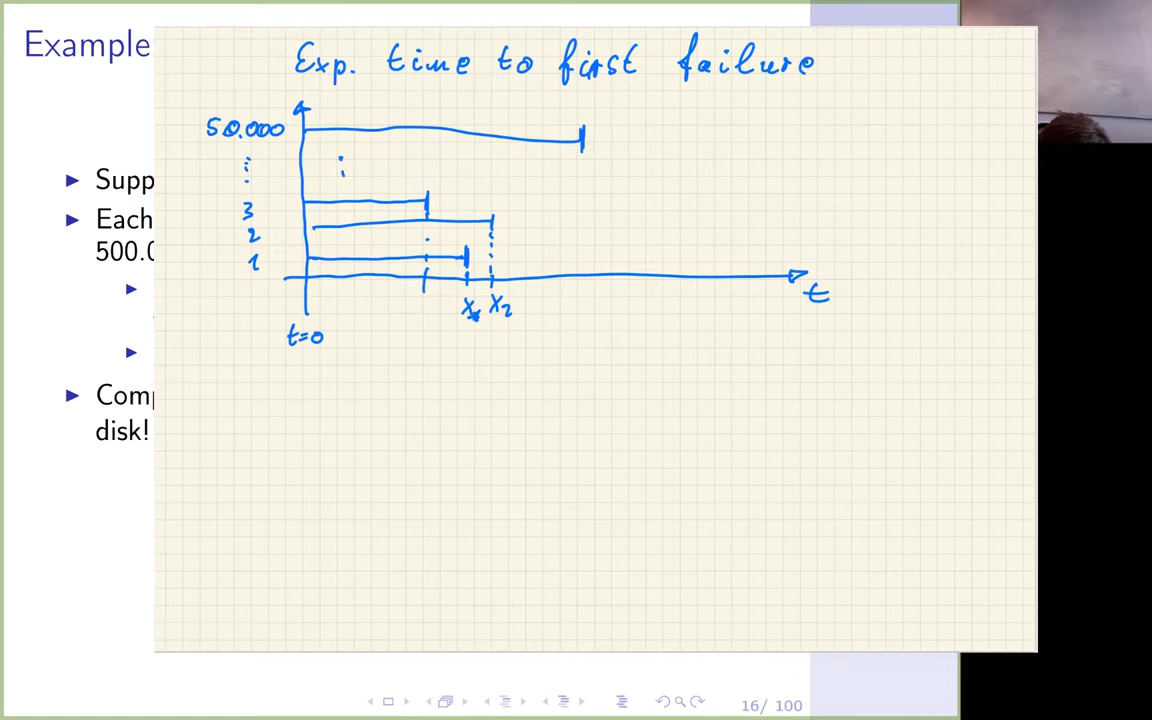 Example
Exp. time to first failure
50.000
3
2
1
t
x₁ x₂
t=0
▶ Supp
▶ Each
500.0
▶ Comp
disk!
16/ 100